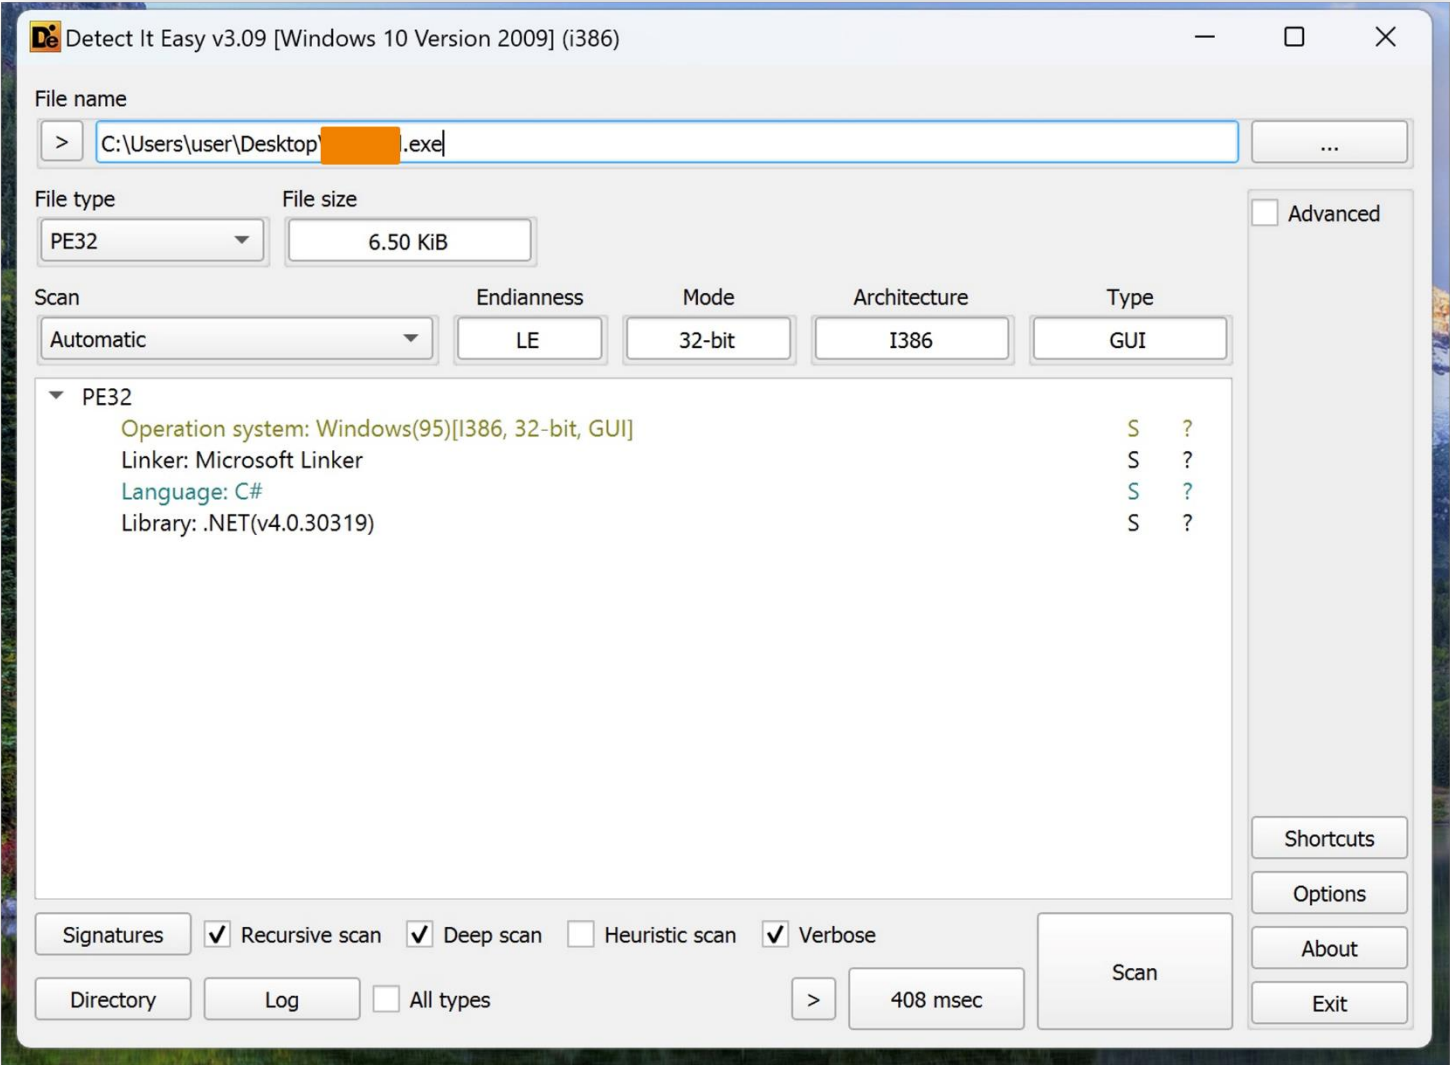 De Detect It Easy v3.09 [Windows 10 Version 2009] (i386)
File name
> C:\Users\user\Desktop\ .exe ...
File type File size
PE32 6.50 KiB
Advanced
Scan Endianness Mode Architecture Type
Automatic LE 32-bit I386 GUI
PE32
Operation system: Windows(95)[I386, 32-bit, GUI] S ?
Linker: Microsoft Linker S ?
Language: C# S ?
Library: .NET(v4.0.30319) S ?
Shortcuts
Options
Signatures Recursive scan Deep scan Heuristic scan Verbose
About
Scan
Directory Log All types > 408 msec
Exit